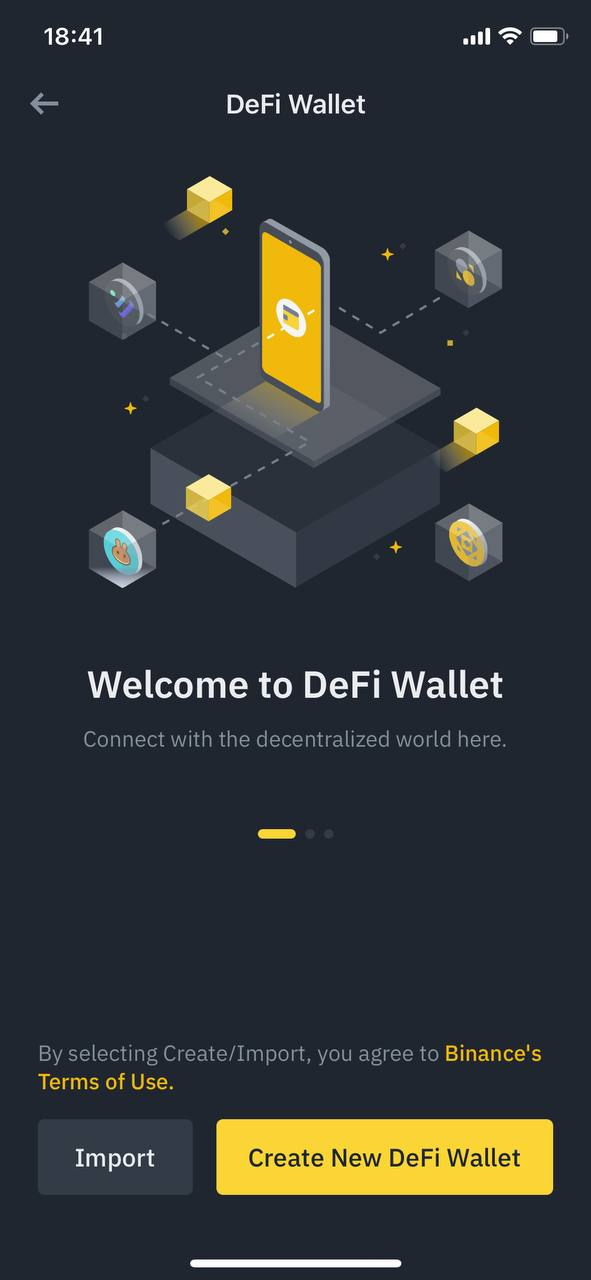 18:41
DeFi Wallet
Welcome to DeFi Wallet
Connect with the decentralized world here.
By selecting Create/Import, you agree to Binance's
Terms of Use.
Import
Create New DeFi Wallet